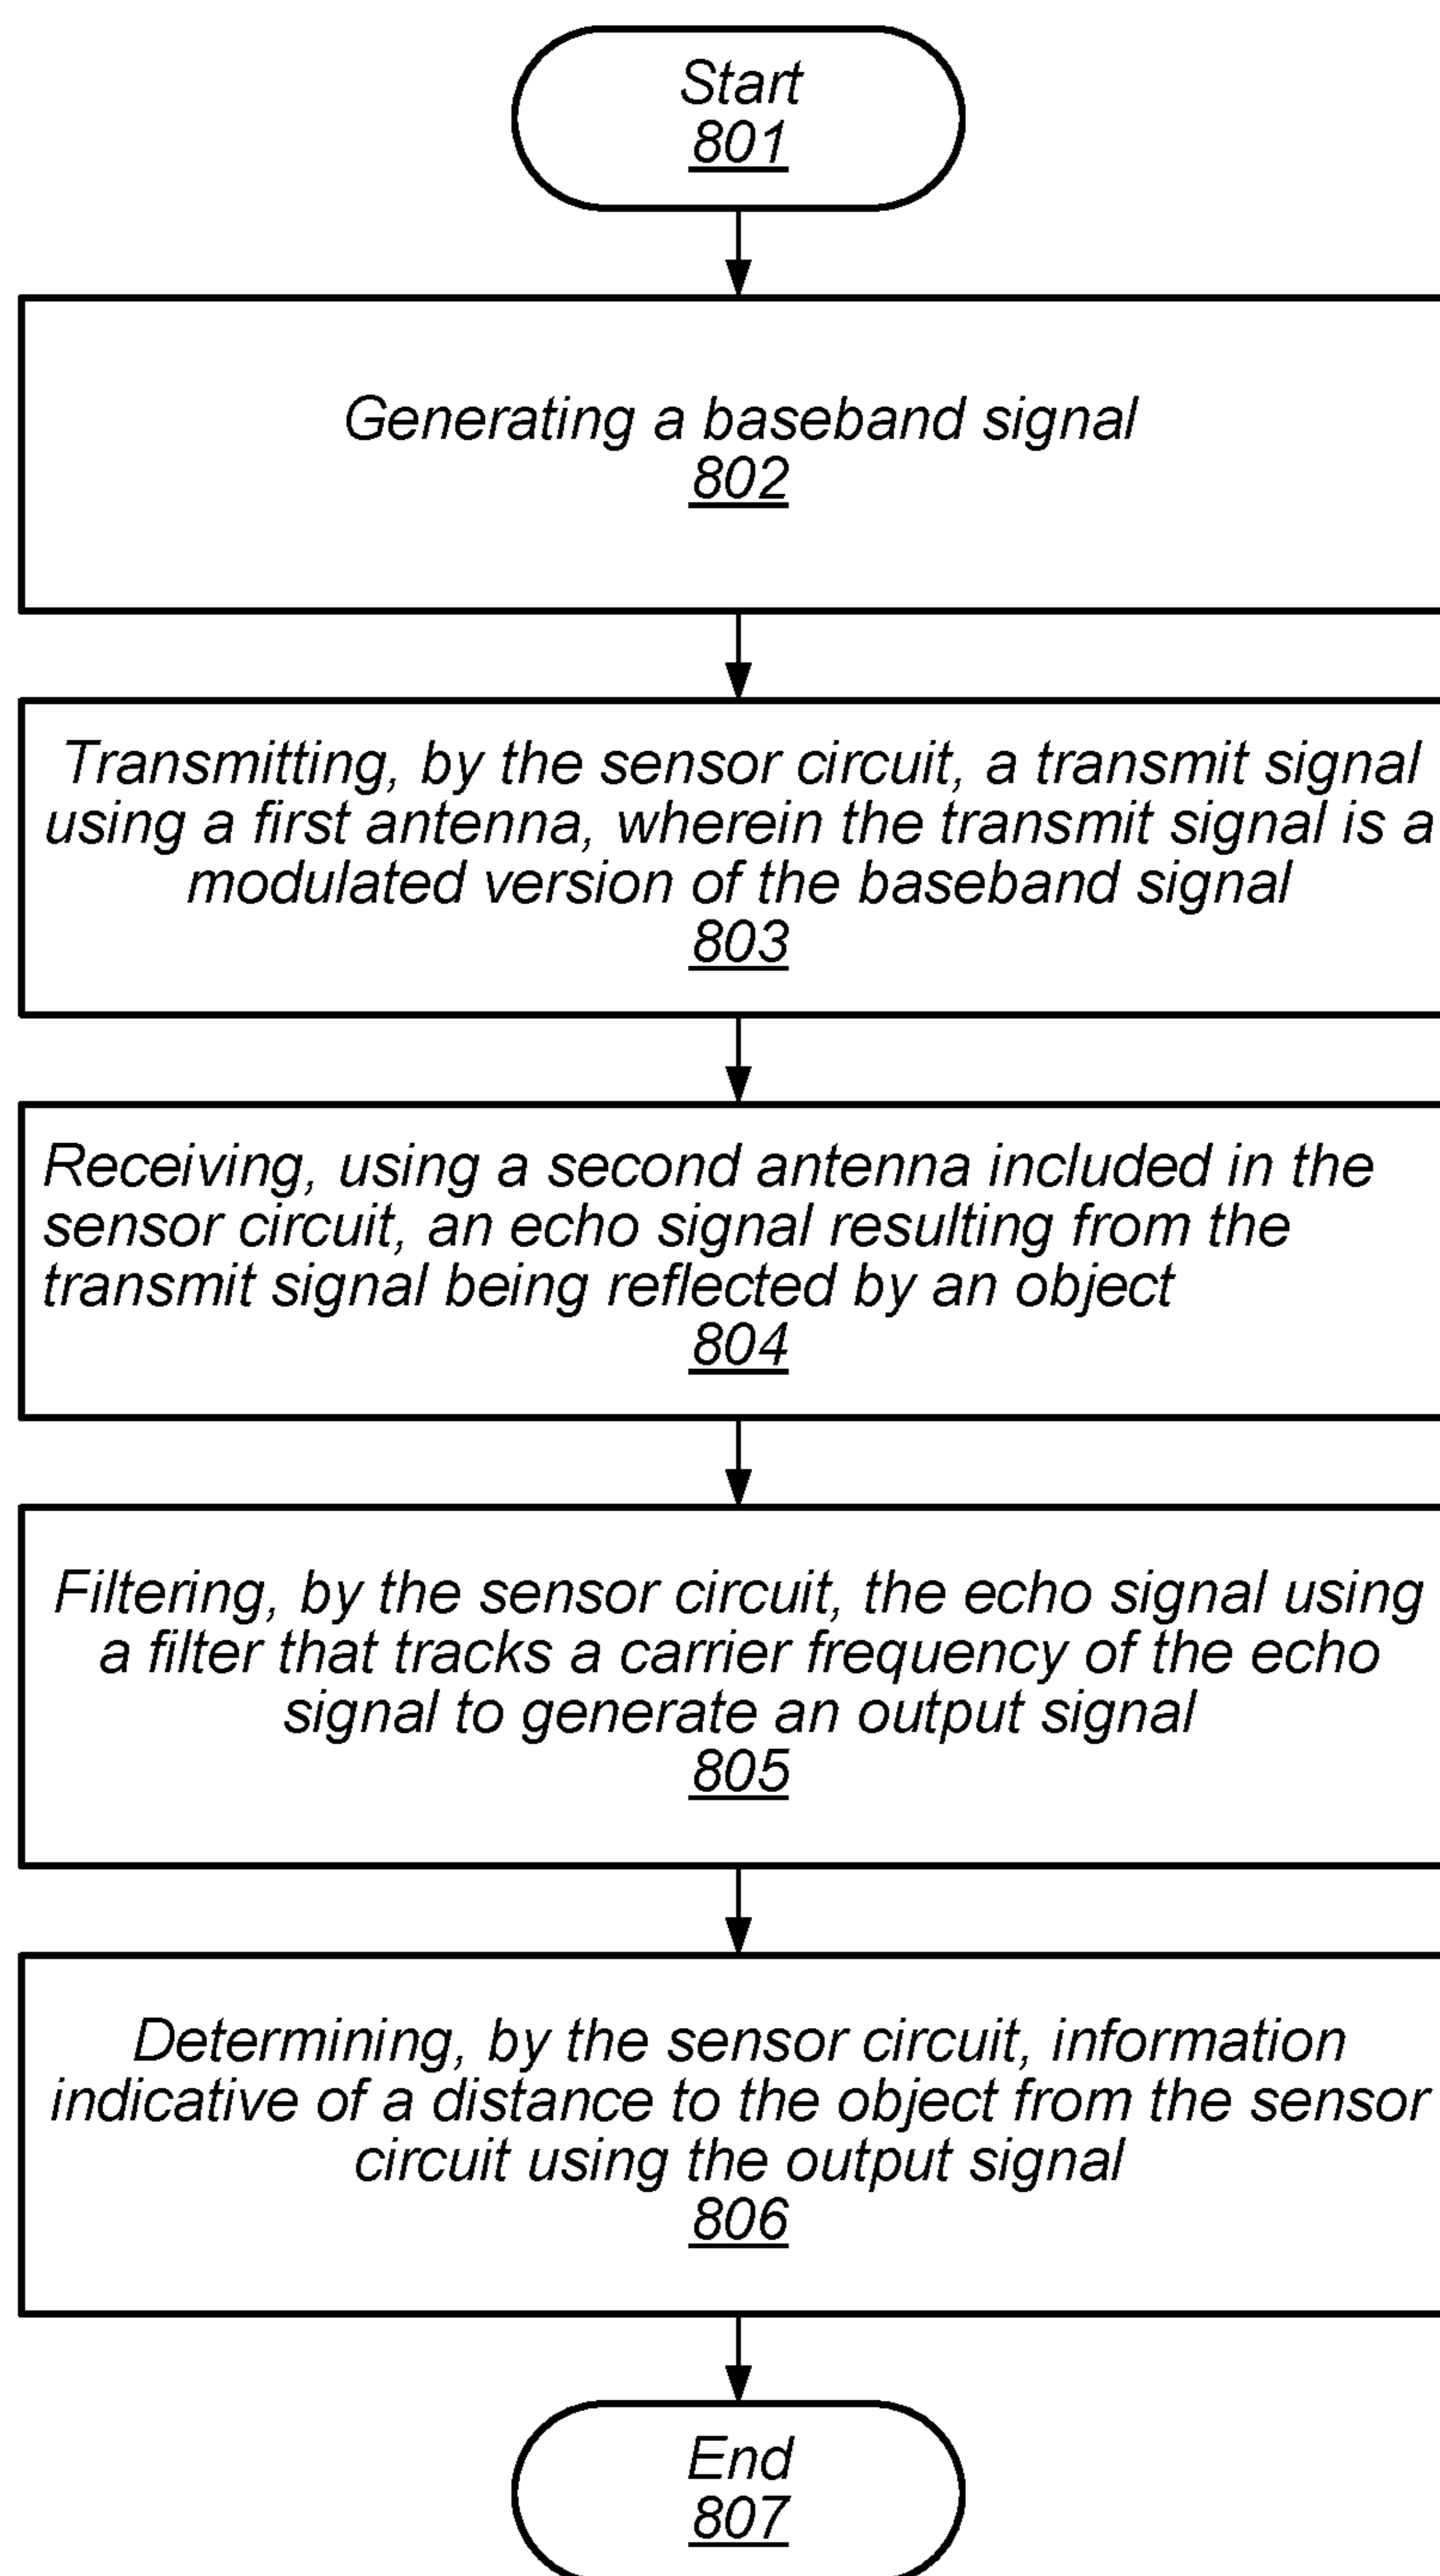 Start
801
Generating a baseband signal
802
Transmitting, by the sensor circuit, a transmit signal
using a first antenna, wherein the transmit signal is a
modulated version of the baseband signal
803
Receiving, using a second antenna included in the
sensor circuit, an echo signal resulting from the
transmit signal being reflected by an object
804
Filtering, by the sensor circuit, the echo signal using
a filter that tracks a carrier frequency of the echo
signal to generate an output signal
805
Determining, by the sensor circuit, information
indicative of a distance to the object from the sensor
circuit using the output signal
806
End
807